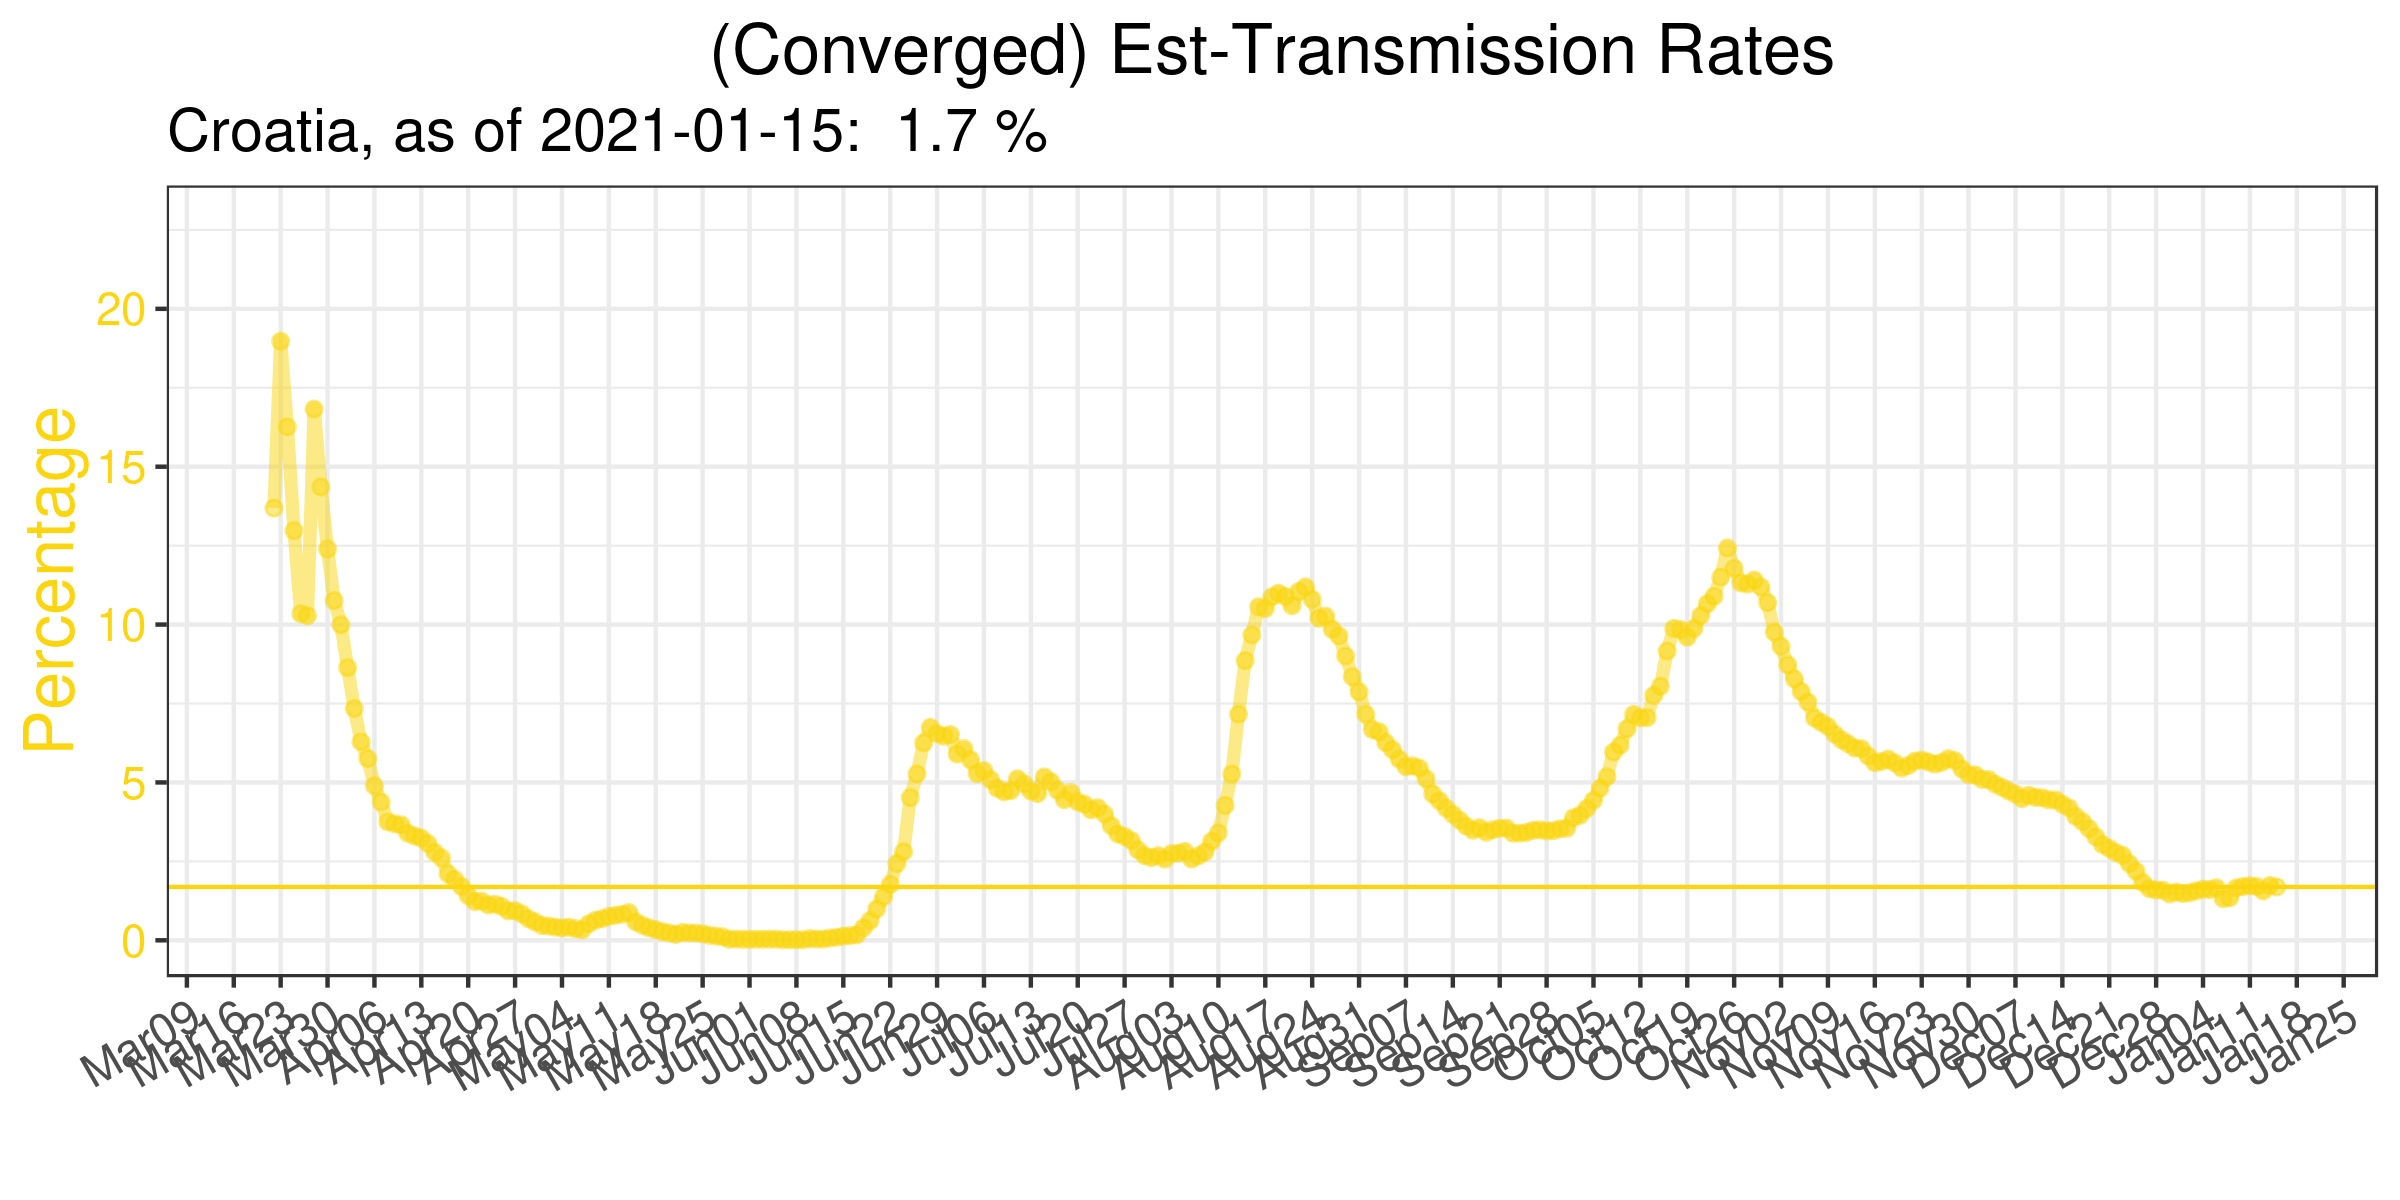 (Converged) Est-Transmission Rates
Croatia, as of 2021-01-15:  1.7 %
Percentage
20
15
10
5
0
Mar09
Mar16
Mar23
Mar30
Apr06
Apr13
Apr20
Apr27
May04
May11
May18
May25
Jun01
Jun08
Jun15
Jun22
Jun29
Jul06
Jul13
Jul20
Jul27
Aug03
Aug10
Aug17
Aug24
Aug31
Sep07
Sep14
Sep21
Sep28
Oct05
Oct12
Oct19
Oct26
Nov02
Nov09
Nov16
Nov23
Nov30
Dec07
Dec14
Dec21
Dec28
Jan04
Jan11
Jan18
Jan25